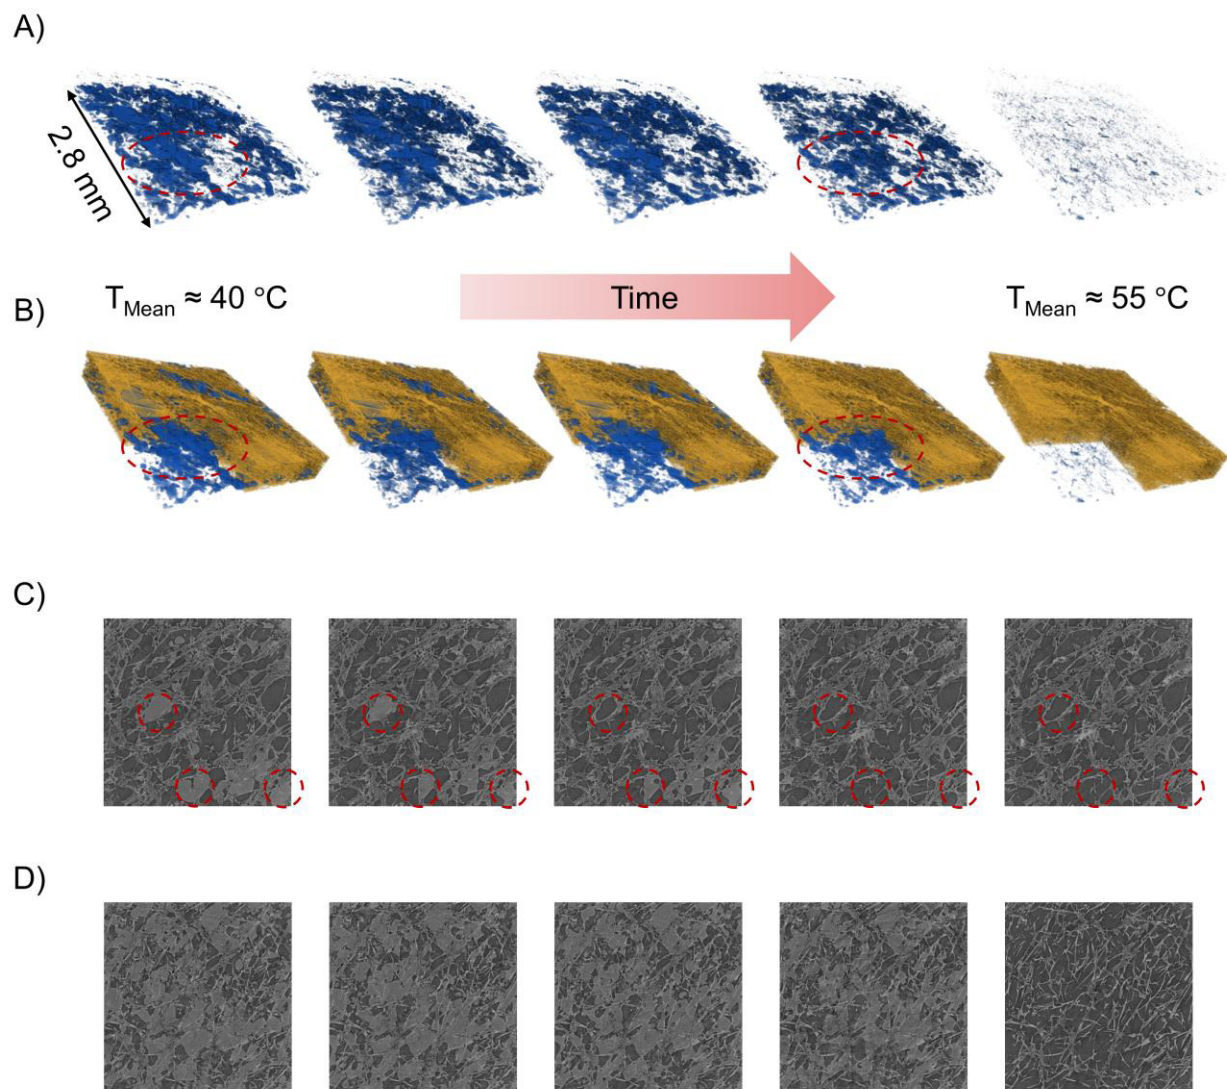 A)
2.8 mm
T_Mean ≈ 40 °C
Time
T_Mean ≈ 55 °C
B)
C)
D)